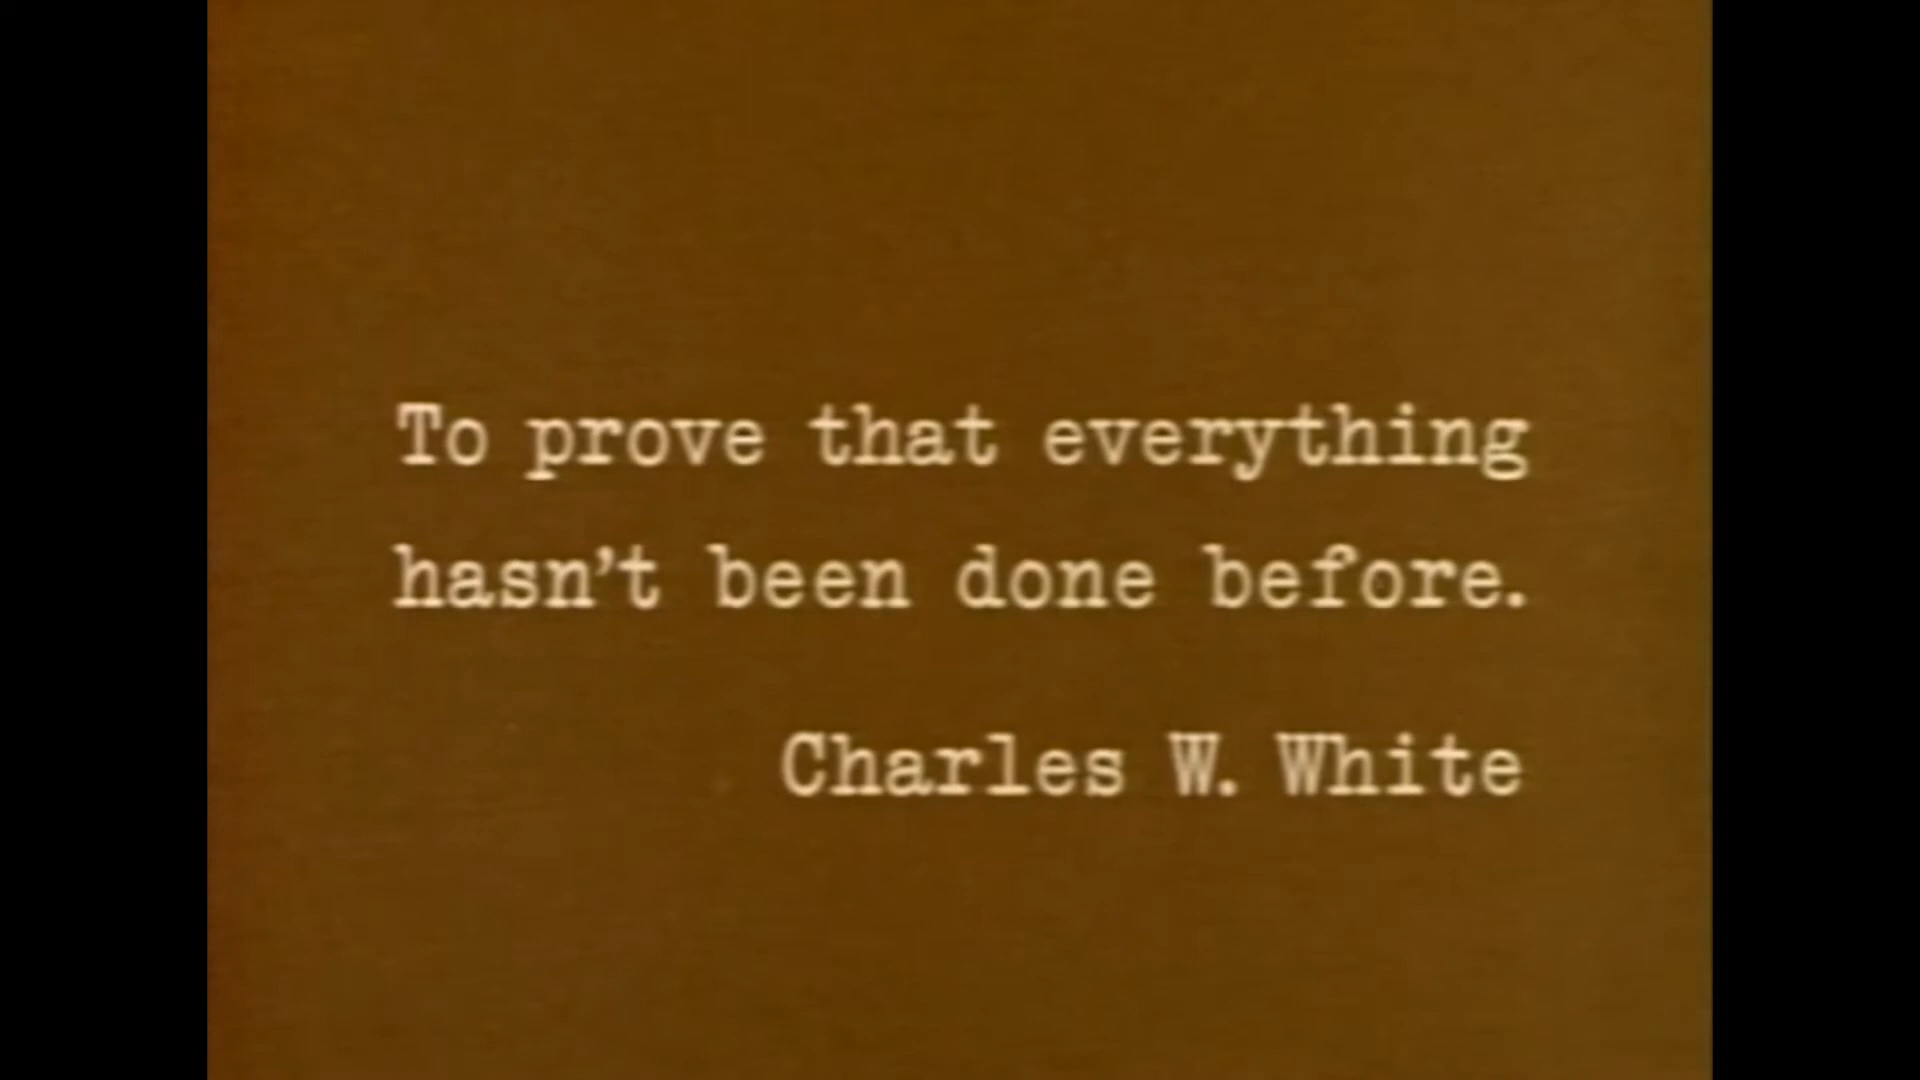 To prove that everything
hasn't been done before.
Charles W. White